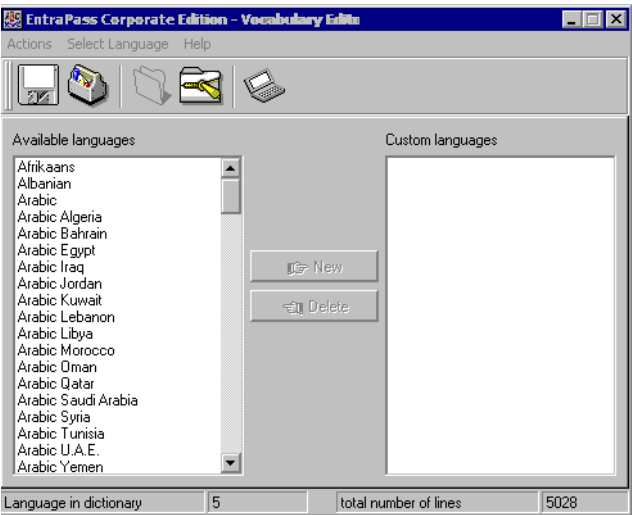 EntraPass Corporate Edition - Vocabulary Edito
Actions Select Language Help
Available languages
Custom languages
Afrikaans
Albanian
Arabic
Arabic Algeria
Arabic Bahrain
Arabic Egypt
Arabic Iraq
Arabic Jordan
Arabic Kuwait
Arabic Lebanon
Arabic Libya
Arabic Morocco
Arabic Oman
Arabic Qatar
Arabic Saudi Arabia
Arabic Syria
Arabic Tunisia
Arabic U.A.E.
Arabic Yemen
New
Delete
Language in dictionary 5 total number of lines 5028